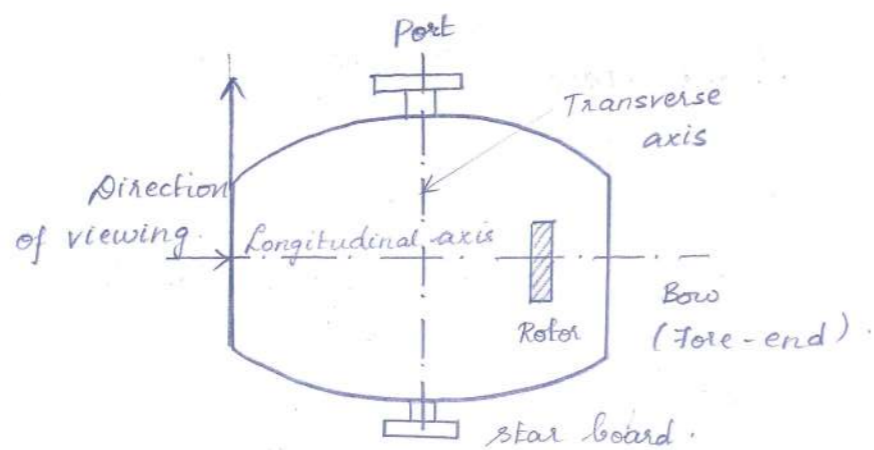 Port
Transverse
axis
Direction
of viewing.
Longitudinal axis
Rotor
Bow
(Fore-end).
star board.